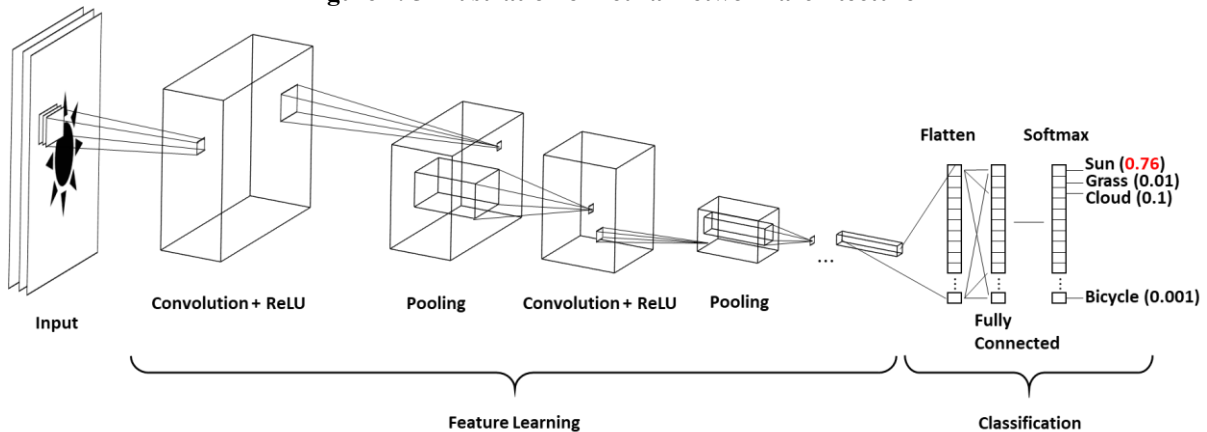 Flatten
Softmax
Sun (0.76)
Grass (0.01)
Cloud (0.1)
...
Convolution + ReLU
Pooling
Convolution + ReLU
Pooling
Bicycle (0.001)
Input
Fully
Connected
Feature Learning
Classification